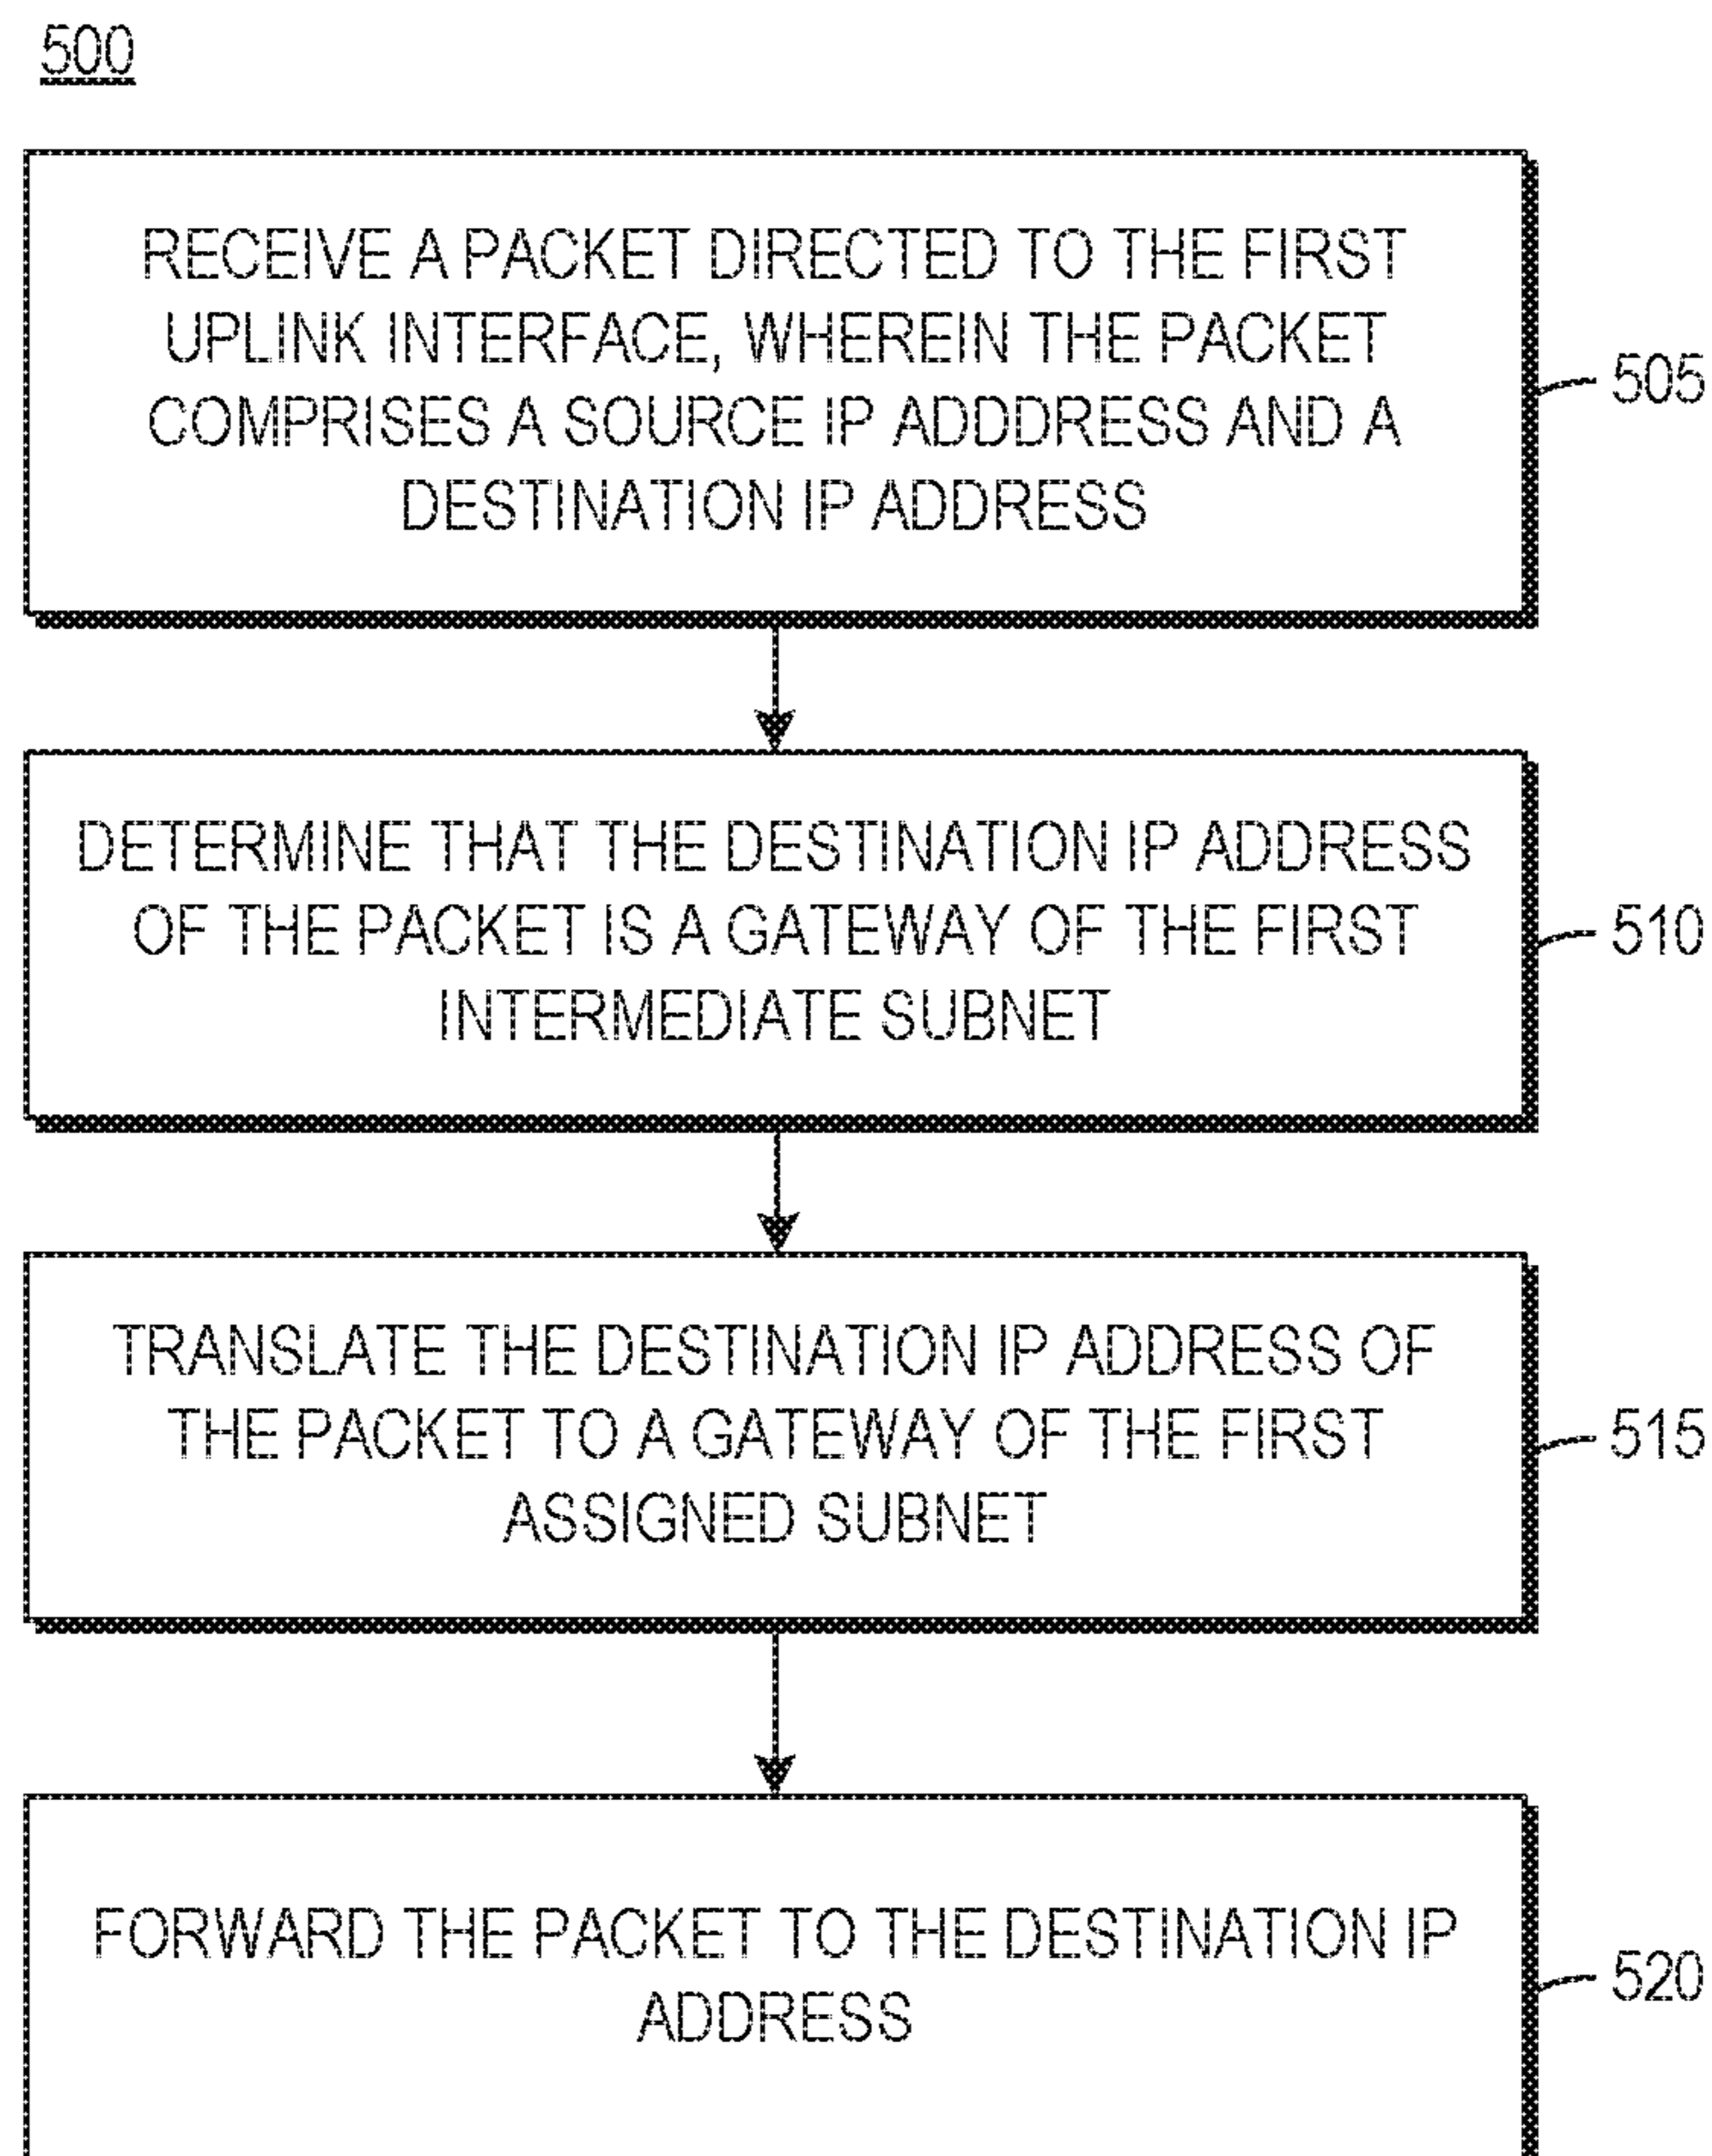 500
RECEIVE A PACKET DIRECTED TO THE FIRST
UPLINK INTERFACE, WHEREIN THE PACKET
COMPRISES A SOURCE IP ADDDRESS AND A
DESTINATION IP ADDRESS
505
DETERMINE THAT THE DESTINATION IP ADDRESS
OF THE PACKET IS A GATEWAY OF THE FIRST
INTERMEDIATE SUBNET
510
TRANSLATE THE DESTINATION IP ADDRESS OF
THE PACKET TO A GATEWAY OF THE FIRST
ASSIGNED SUBNET
515
FORWARD THE PACKET TO THE DESTINATION IP
ADDRESS
520